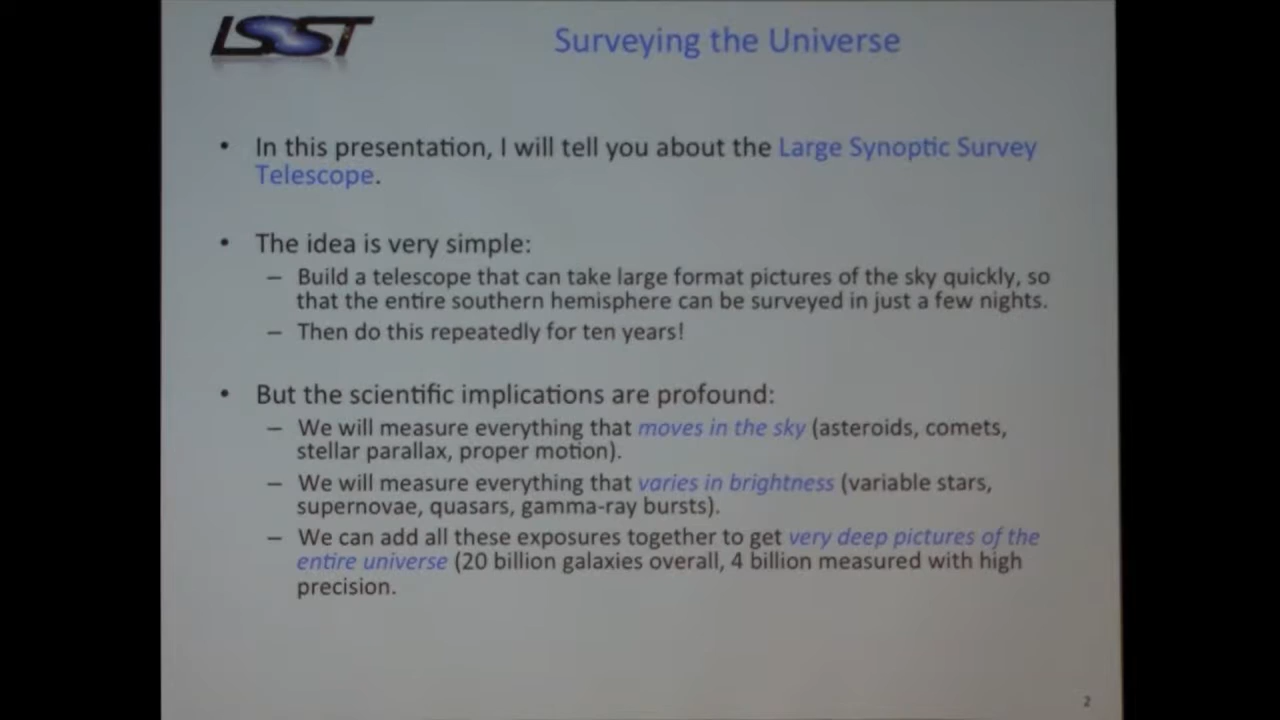 LSST
Surveying the Universe
• In this presentation, I will tell you about the Large Synoptic Survey
Telescope.
• The idea is very simple:
– Build a telescope that can take large format pictures of the sky quickly, so
that the entire southern hemisphere can be surveyed in just a few nights.
– Then do this repeatedly for ten years!
• But the scientific implications are profound:
– We will measure everything that moves in the sky (asteroids, comets,
stellar parallax, proper motion).
– We will measure everything that varies in brightness (variable stars,
supernovae, quasars, gamma-ray bursts).
– We can add all these exposures together to get very deep pictures of the
entire universe (20 billion galaxies overall, 4 billion measured with high
precision.
2